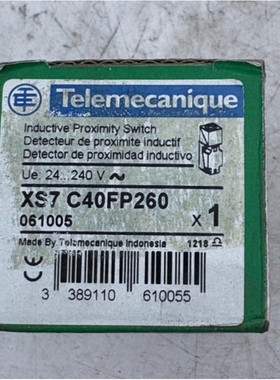 Telemecanique
Inductive Proximity Switch
Detecteur de proximite inductif
Detector de proximidad inductivo
Ue: 24...240 V ~
XS7 C40FP260
061005 x 1
Made By Telemecanique Indonesia 1218
3 389110 610055